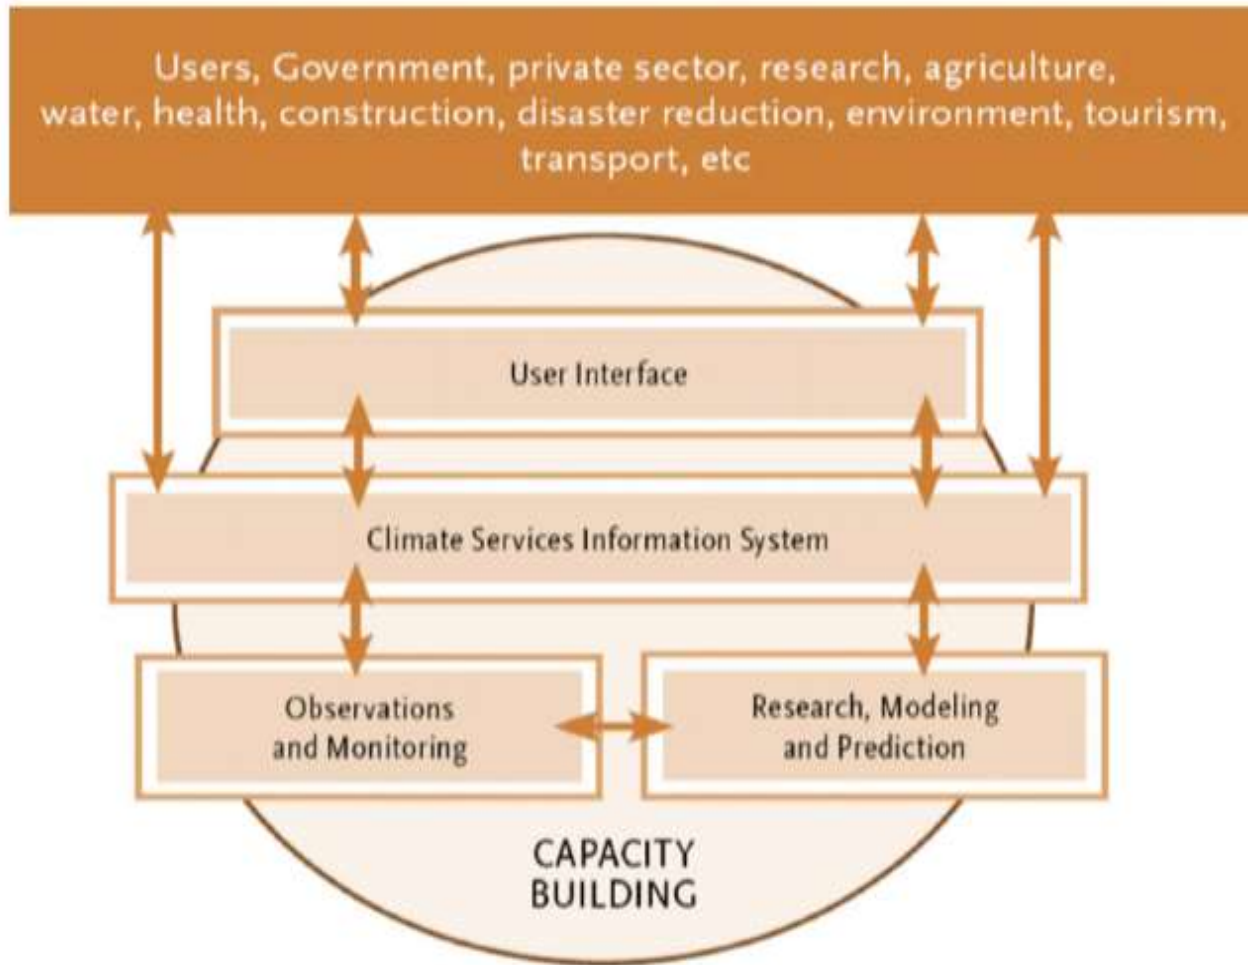 Users, Government, private sector, research, agriculture,
water, health, construction, disaster reduction, environment, tourism,
transport, etc
User Interface
Climate Services Information System
Observations
and Monitoring
Research, Modeling
and Prediction
CAPACITY
BUILDING